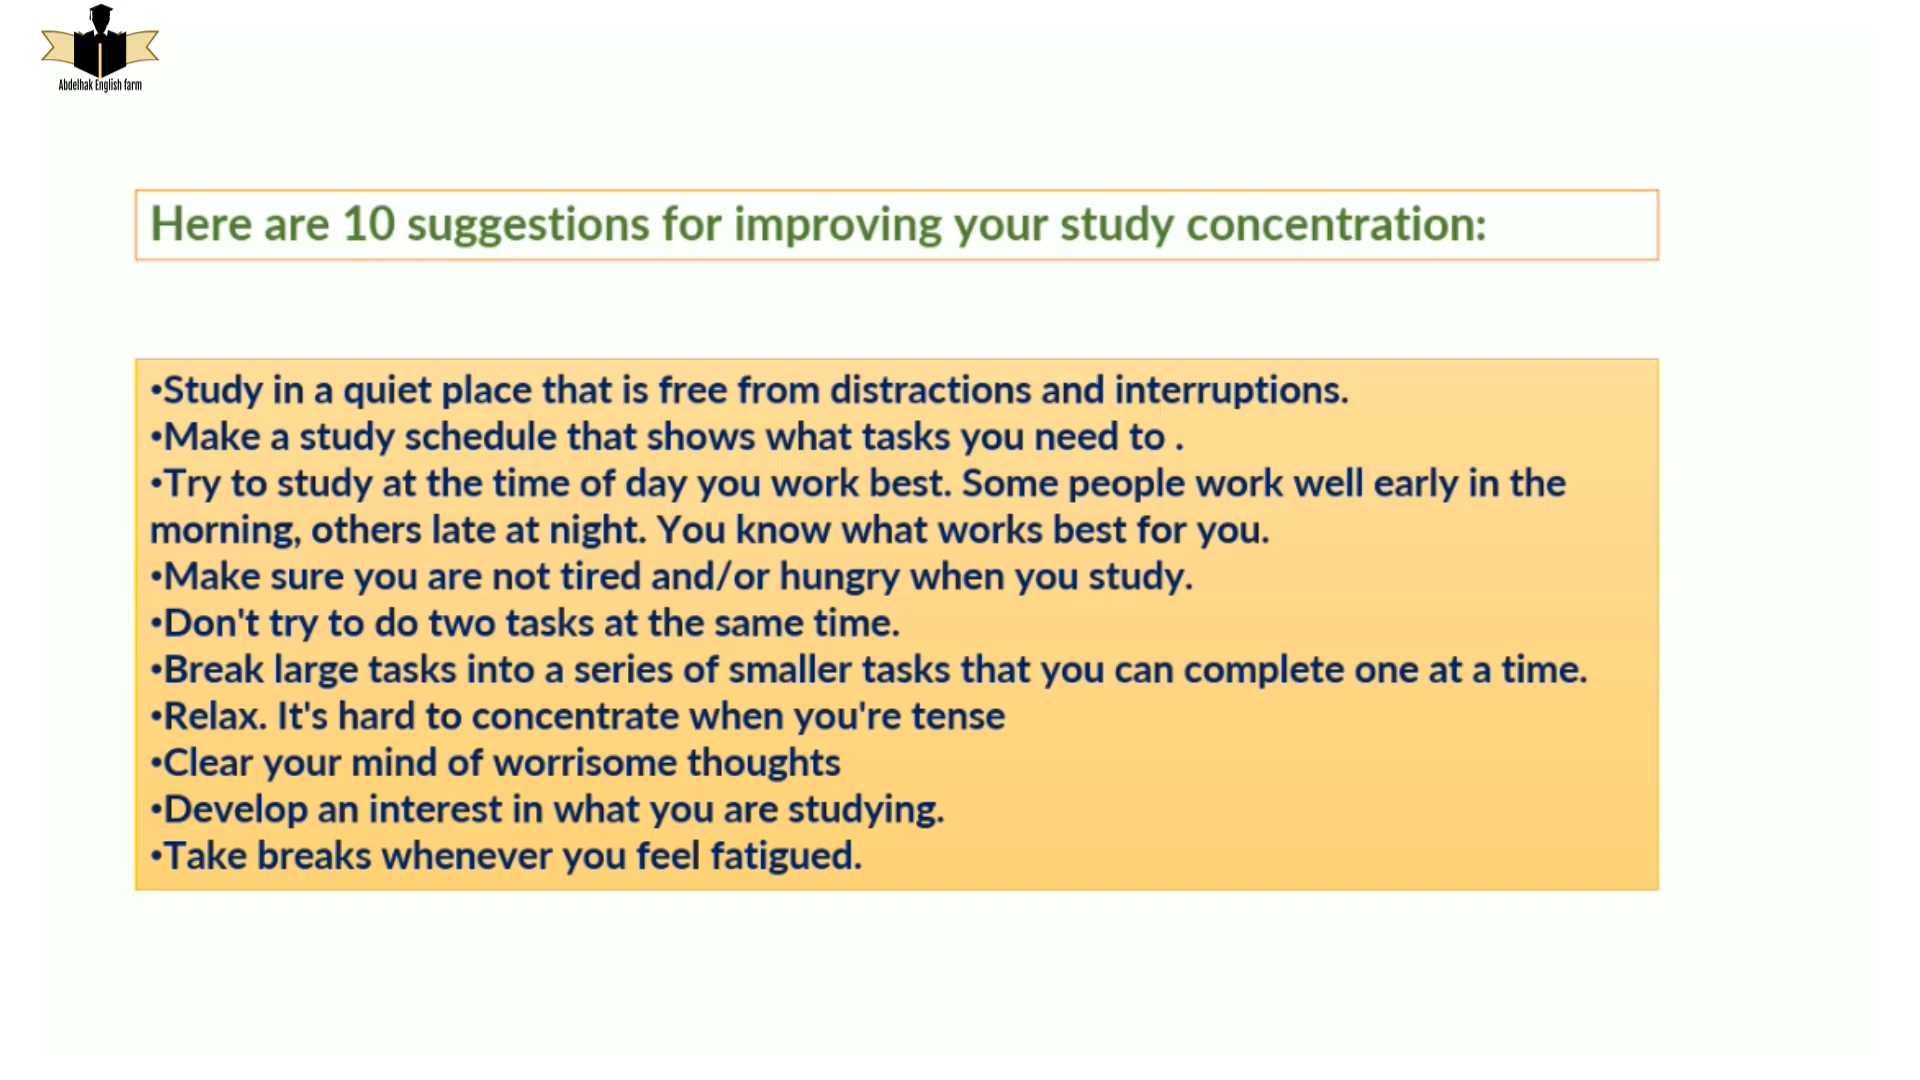 Abdelhak English farm
Here are 10 suggestions for improving your study concentration:
•Study in a quiet place that is free from distractions and interruptions.
•Make a study schedule that shows what tasks you need to .
•Try to study at the time of day you work best. Some people work well early in the
morning, others late at night. You know what works best for you.
•Make sure you are not tired and/or hungry when you study.
•Don't try to do two tasks at the same time.
•Break large tasks into a series of smaller tasks that you can complete one at a time.
•Relax. It's hard to concentrate when you're tense
•Clear your mind of worrisome thoughts
•Develop an interest in what you are studying.
•Take breaks whenever you feel fatigued.